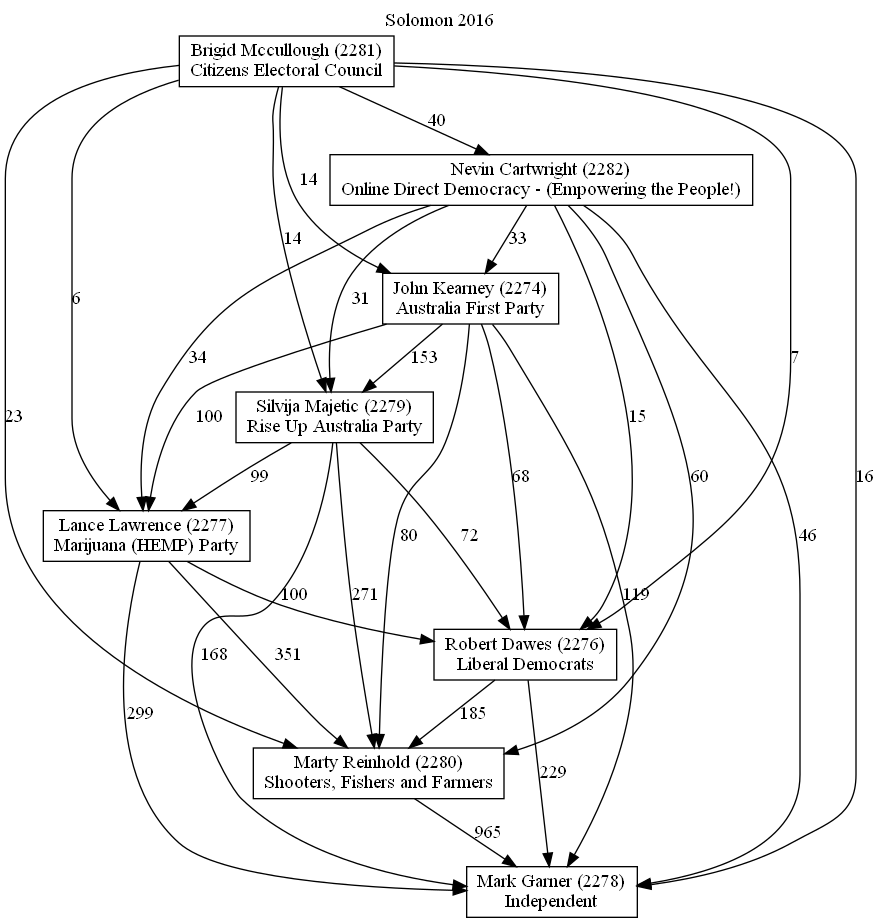 Solomon 2016
Brigid Mccullough (2281)
Citizens Electoral Council
40
Nevin Cartwright (2282)
Online Direct Democracy - (Empowering the People!)
14
14
33
6
31
John Kearney (2274)
Australia First Party
34
153
7
Silvija Majetic (2279)
Rise Up Australia Party
23
100
15
99
68
60
16
Lance Lawrence (2277)
Marijuana (HEMP) Party
80
72
46
100
271
119
Robert Dawes (2276)
Liberal Democrats
168
351
299
185
Marty Reinhold (2280)
Shooters, Fishers and Farmers
229
965
Mark Garner (2278)
Independent